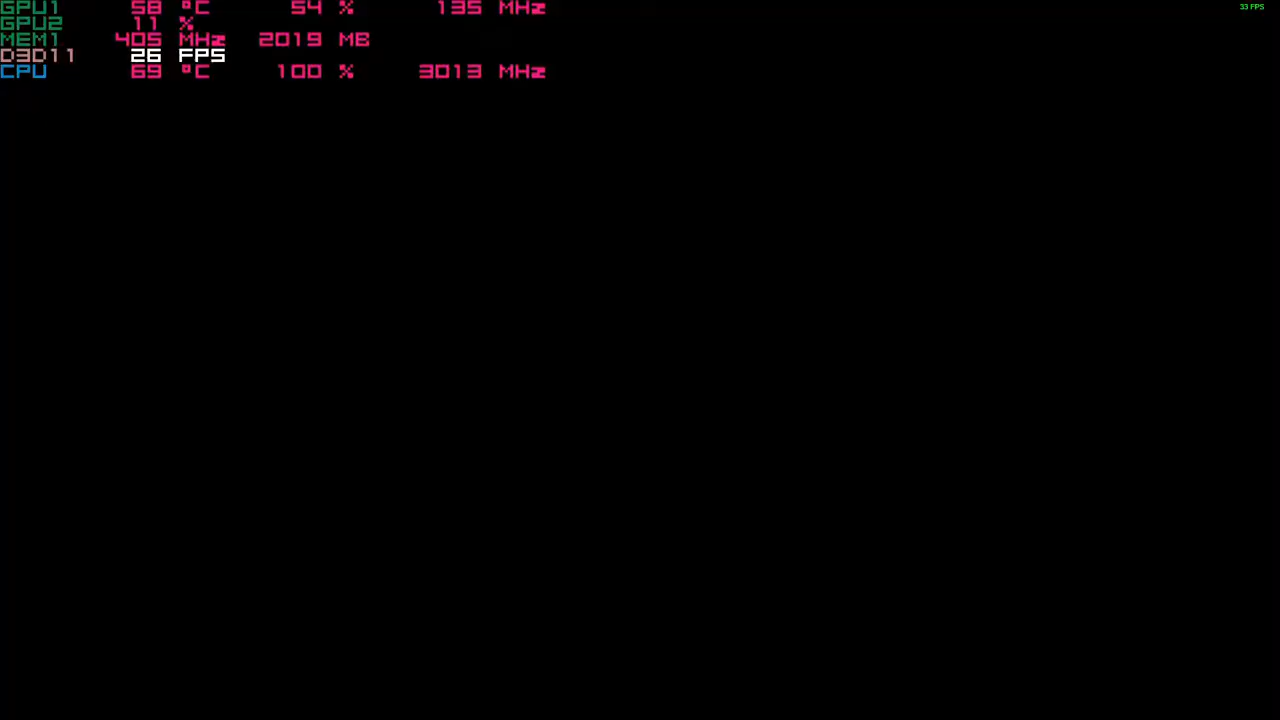 GPU1 58 °C 54 % 135 MHz
GPU2 11 %
MEM1 405 MHz 2019 MB
D3D11 26 FPS
CPU 69 °C 100 % 3013 MHz
33 FPS